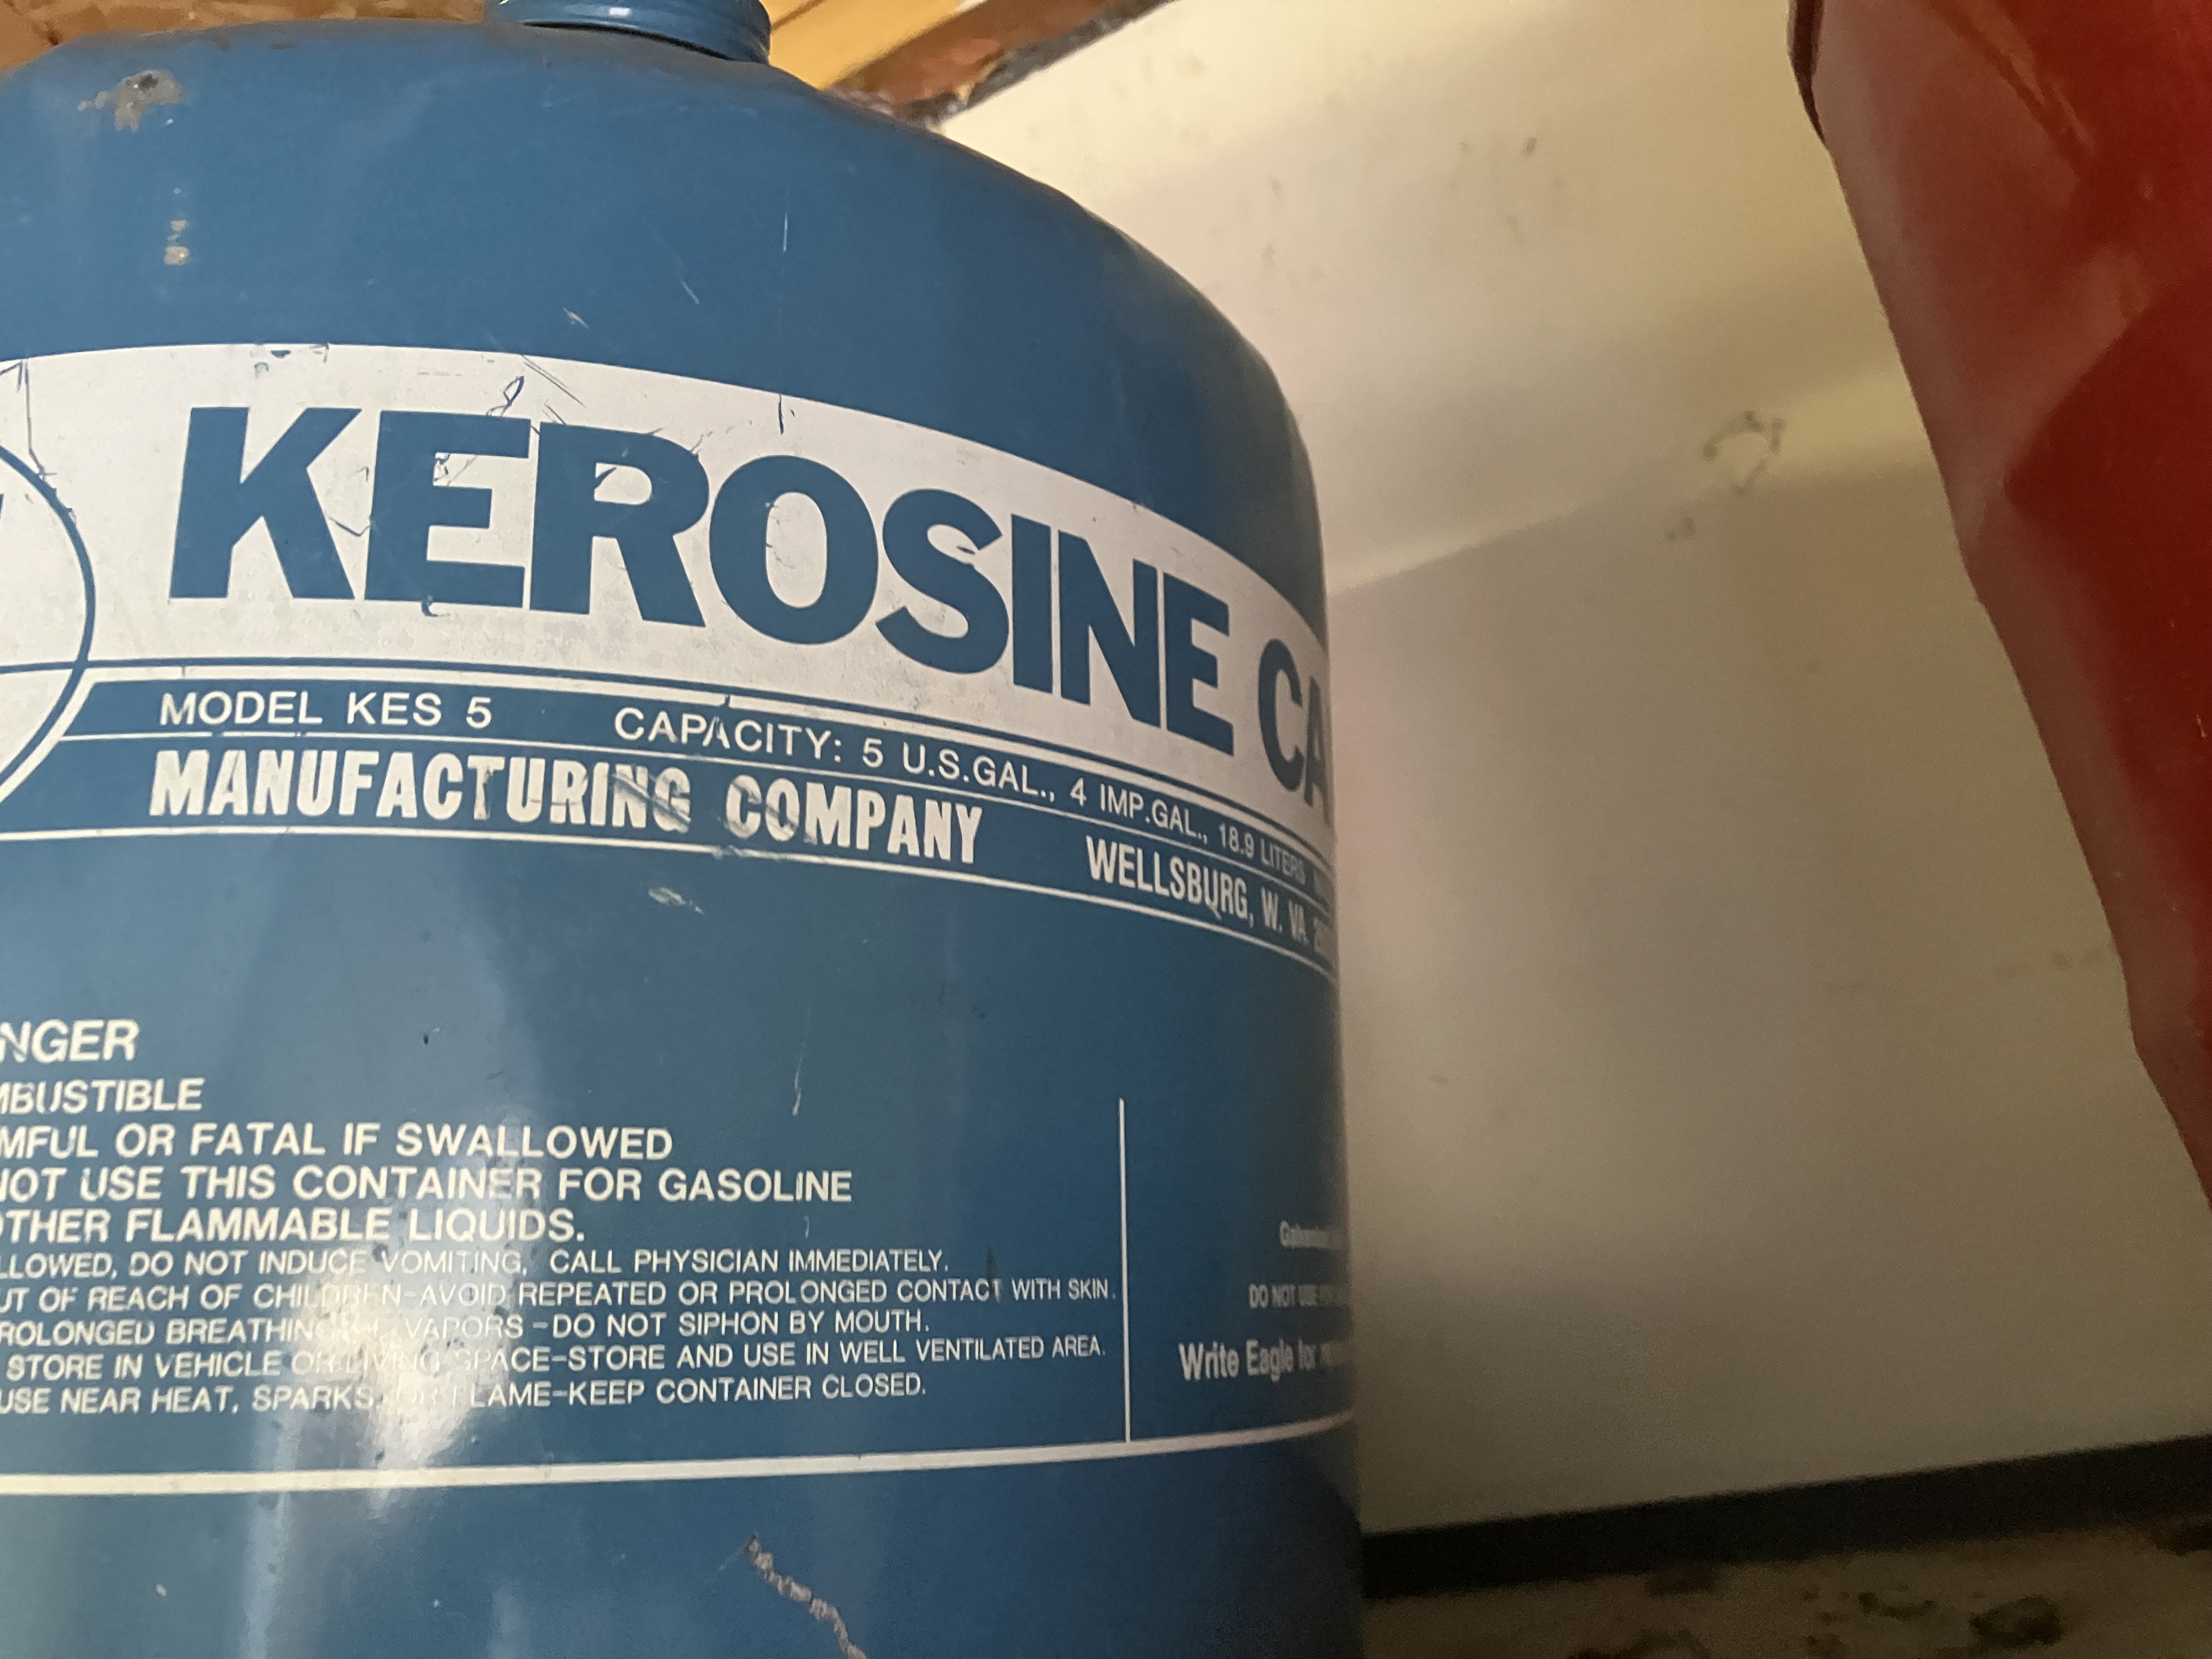 KEROSINE CA
MODEL KES 5 CAPACITY: 5 U.S.GAL., 4 IMP.GAL., 18.9 LITERS
MANUFACTURING COMPANY WELLSBURG, W. VA.
NGER
MBUSTIBLE
MFUL OR FATAL IF SWALLOWED
NOT USE THIS CONTAINER FOR GASOLINE
OTHER FLAMMABLE LIQUIDS.
LLOWED, DO NOT INDUCE VOMITING, CALL PHYSICIAN IMMEDIATELY.
UT OF REACH OF CHILDREN-AVOID REPEATED OR PROLONGED CONTACT WITH SKIN.
ROLONGED BREATHING OF VAPORS-DO NOT SIPHON BY MOUTH.
STORE IN VEHICLE OR LIVING SPACE-STORE AND USE IN WELL VENTILATED AREA.
USE NEAR HEAT, SPARKS, OR FLAME-KEEP CONTAINER CLOSED.
DO NOT USE
Write Eagle for